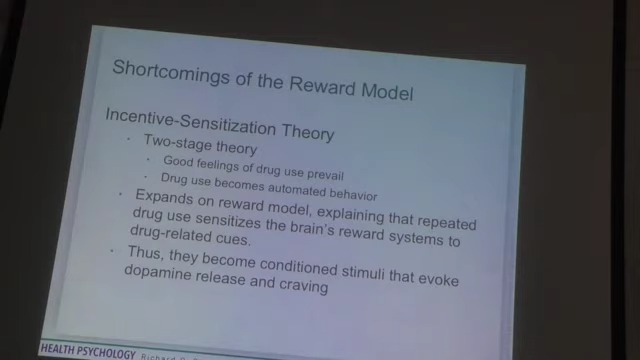 Shortcomings of the Reward Model
Incentive-Sensitization Theory
· Two-stage theory
· Good feelings of drug use prevail
· Drug use becomes automated behavior
· Expands on reward model, explaining that repeated
drug use sensitizes the brain's reward systems to
drug-related cues.
· Thus, they become conditioned stimuli that evoke
dopamine release and craving
HEALTH PSYCHOLOGY Richard O.